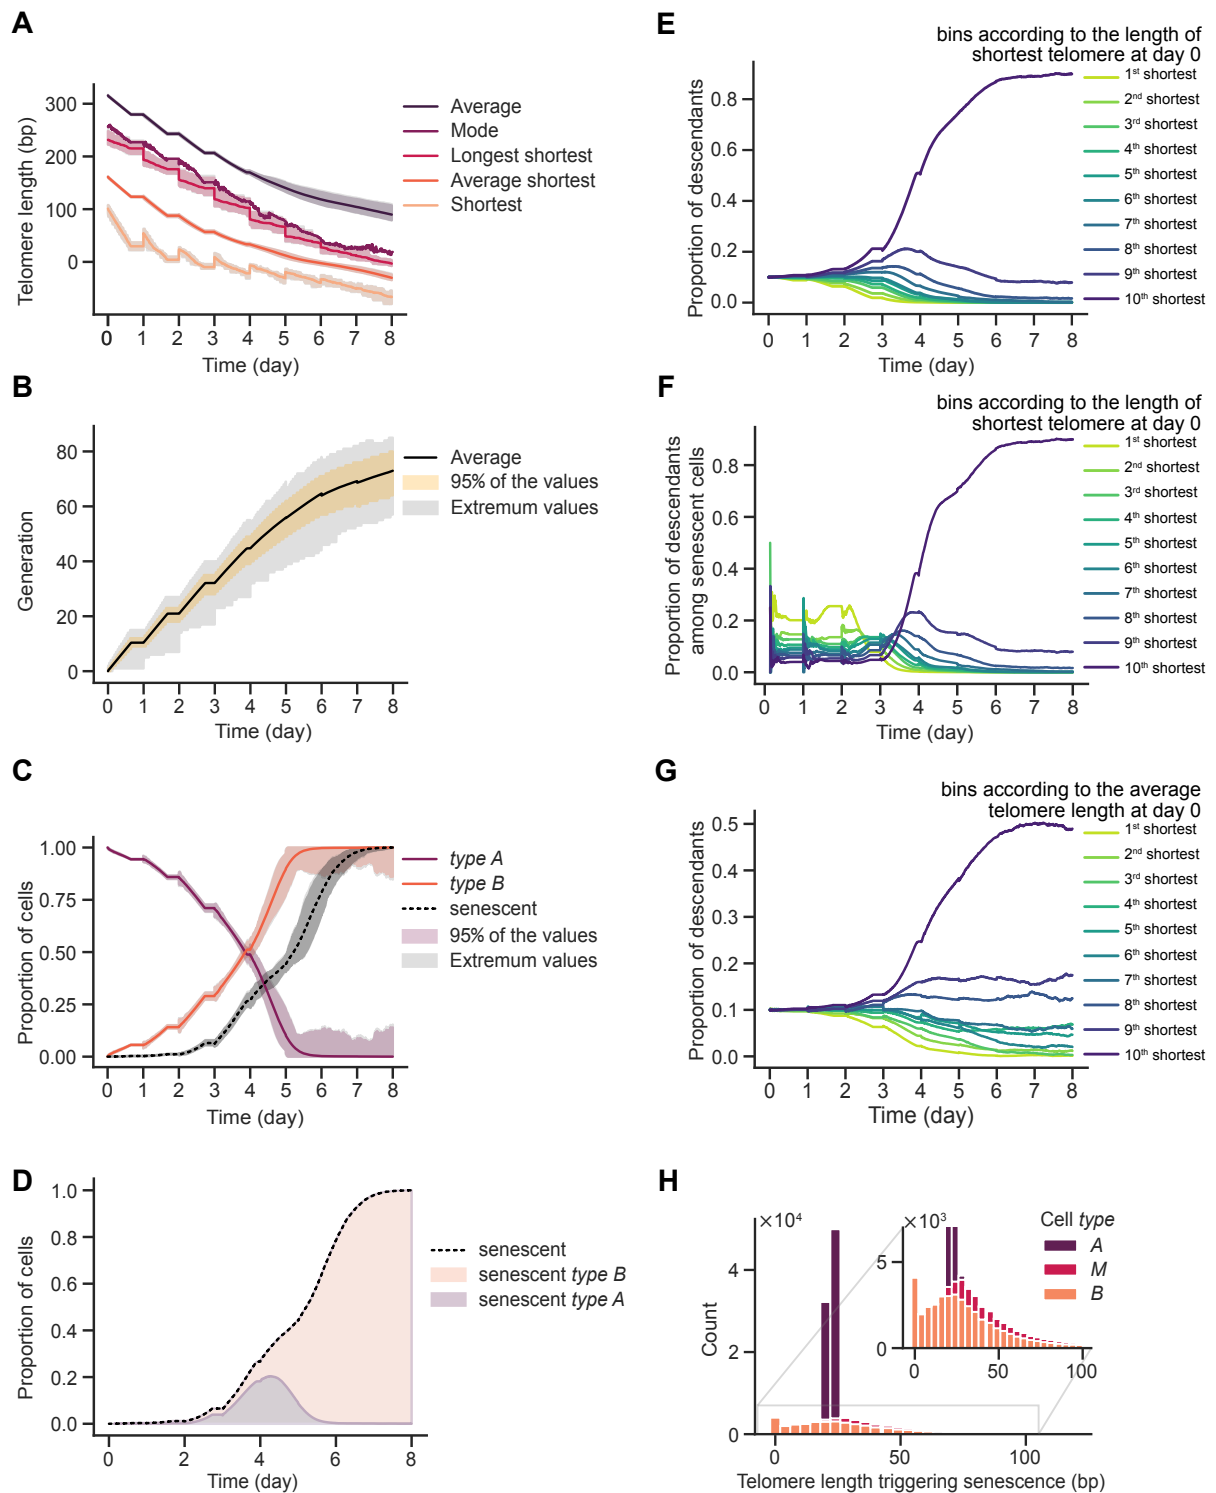 A
Telomere length (bp)
300
200
100
0
0 1 2 3 4 5 6 7 8
Time (day)
Average
Mode
Longest shortest
Average shortest
Shortest
B
Generation
80
60
40
20
0
0 1 2 3 4 5 6 7 8
Time (day)
Average
95% of the values
Extremum values
C
Proportion of cells
1.00
0.75
0.50
0.25
0.00
0 1 2 3 4 5 6 7 8
Time (day)
type A
type B
senescent
95% of the values
Extremum values
D
Proportion of cells
1.0
0.8
0.6
0.4
0.2
0.0
0 2 4 6 8
Time (day)
senescent
senescent type B
senescent type A
E
bins according to the length of
shortest telomere at day 0
Proportion of descendants
0.8
0.6
0.4
0.2
0.0
0 1 2 3 4 5 6 7 8
Time (day)
1st shortest
2nd shortest
3rd shortest
4th shortest
5th shortest
6th shortest
7th shortest
8th shortest
9th shortest
10th shortest
F
bins according to the length of
shortest telomere at day 0
Proportion of descendants
among senescent cells
0.8
0.6
0.4
0.2
0.0
0 1 2 3 4 5 6 7 8
Time (day)
1st shortest
2nd shortest
3rd shortest
4th shortest
5th shortest
6th shortest
7th shortest
8th shortest
9th shortest
10th shortest
G
bins according to the average
telomere length at day 0
Proportion of descendants
0.5
0.4
0.3
0.2
0.1
0.0
0 1 2 3 4 5 6 7 8
Time (day)
1st shortest
2nd shortest
3rd shortest
4th shortest
5th shortest
6th shortest
7th shortest
8th shortest
9th shortest
10th shortest
H
×10⁴
Count
4
2
0
0 50 100
Telomere length triggering senescence (bp)
×10³
5
0
0 50 100
Cell type
A
M
B